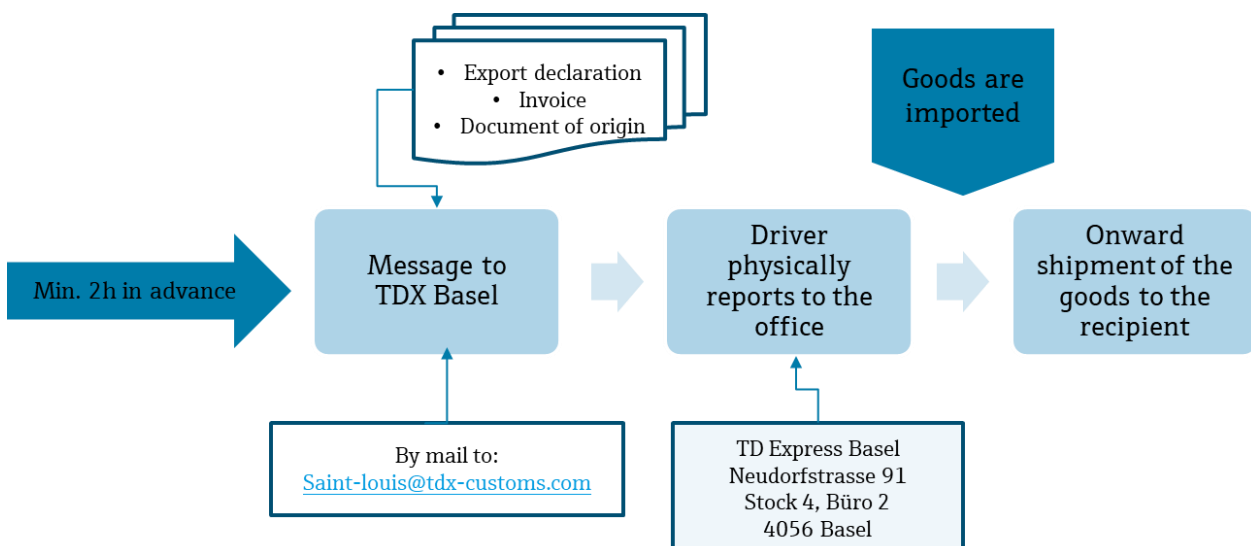 • Export declaration
• Invoice
• Document of origin
Goods are
imported
Min. 2h in advance
Message to
TDX Basel
Driver
physically
reports to the
office
Onward
shipment of the
goods to the
recipient
By mail to:
Saint-louis@tdx-customs.com
TD Express Basel
Neudorfstrasse 91
Stock 4, Büro 2
4056 Basel